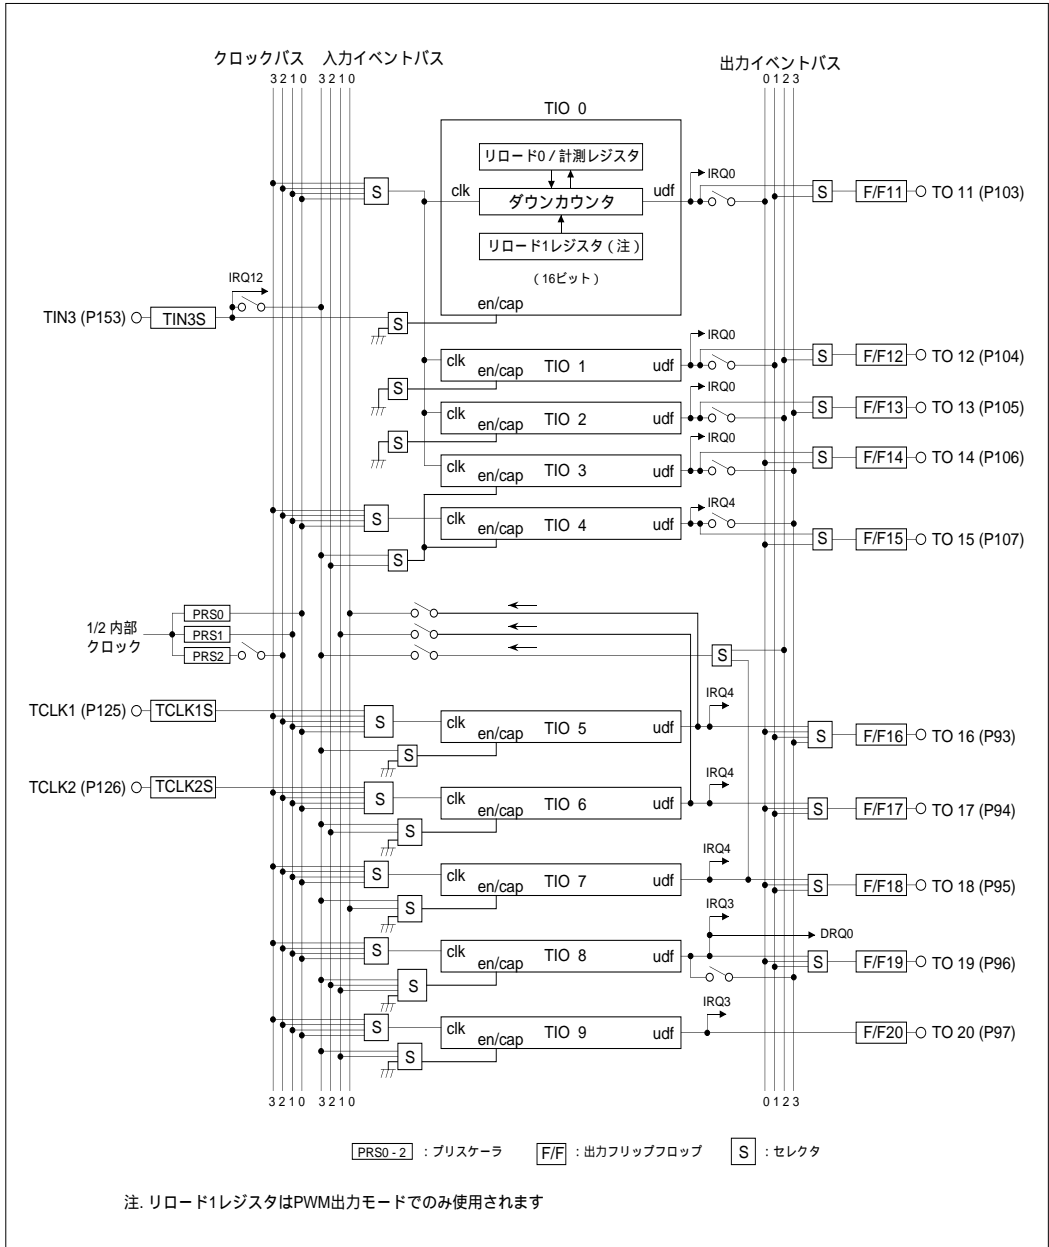 クロックバス 入力イベントバス 出力イベントバス
3 2 1 0 3 2 1 0 0 1 2 3
TIO 0
リロード0 / 計測レジスタ
IRQ0
S clk ダウンカウンタ udf S F/F11 TO 11 (P103)
リロード1レジスタ ( 注 )
( 16ビット )
IRQ12
en/cap
TIN3 (P153) TIN3S S
IRQ0
clk TIO 1 udf S F/F12 TO 12 (P104)
en/cap
S
IRQ0
clk TIO 2 udf S F/F13 TO 13 (P105)
en/cap
S
IRQ0
clk TIO 3 udf S F/F14 TO 14 (P106)
en/cap
IRQ4
S clk TIO 4 udf
en/cap S F/F15 TO 15 (P107)
S
PRS0
1/2 内部
クロック
PRS1
PRS2
S
IRQ4
TCLK1 (P125) TCLK1S
S clk TIO 5 udf S F/F16 TO 16 (P93)
en/cap
S
IRQ4
TCLK2 (P126) TCLK2S
S clk TIO 6 udf S F/F17 TO 17 (P94)
en/cap
S
IRQ4
S clk TIO 7 udf S F/F18 TO 18 (P95)
en/cap
S
IRQ3
DRQ0
S clk TIO 8 udf S F/F19 TO 19 (P96)
en/cap
S
IRQ3
S clk TIO 9 udf F/F20 TO 20 (P97)
en/cap
S
3 2 1 0 3 2 1 0 0 1 2 3
PRS0 - 2 : プリスケーラ F/F : 出力フリップフロップ S : セレクタ
注. リロード1レジスタはPWM出力モードでのみ使用されます